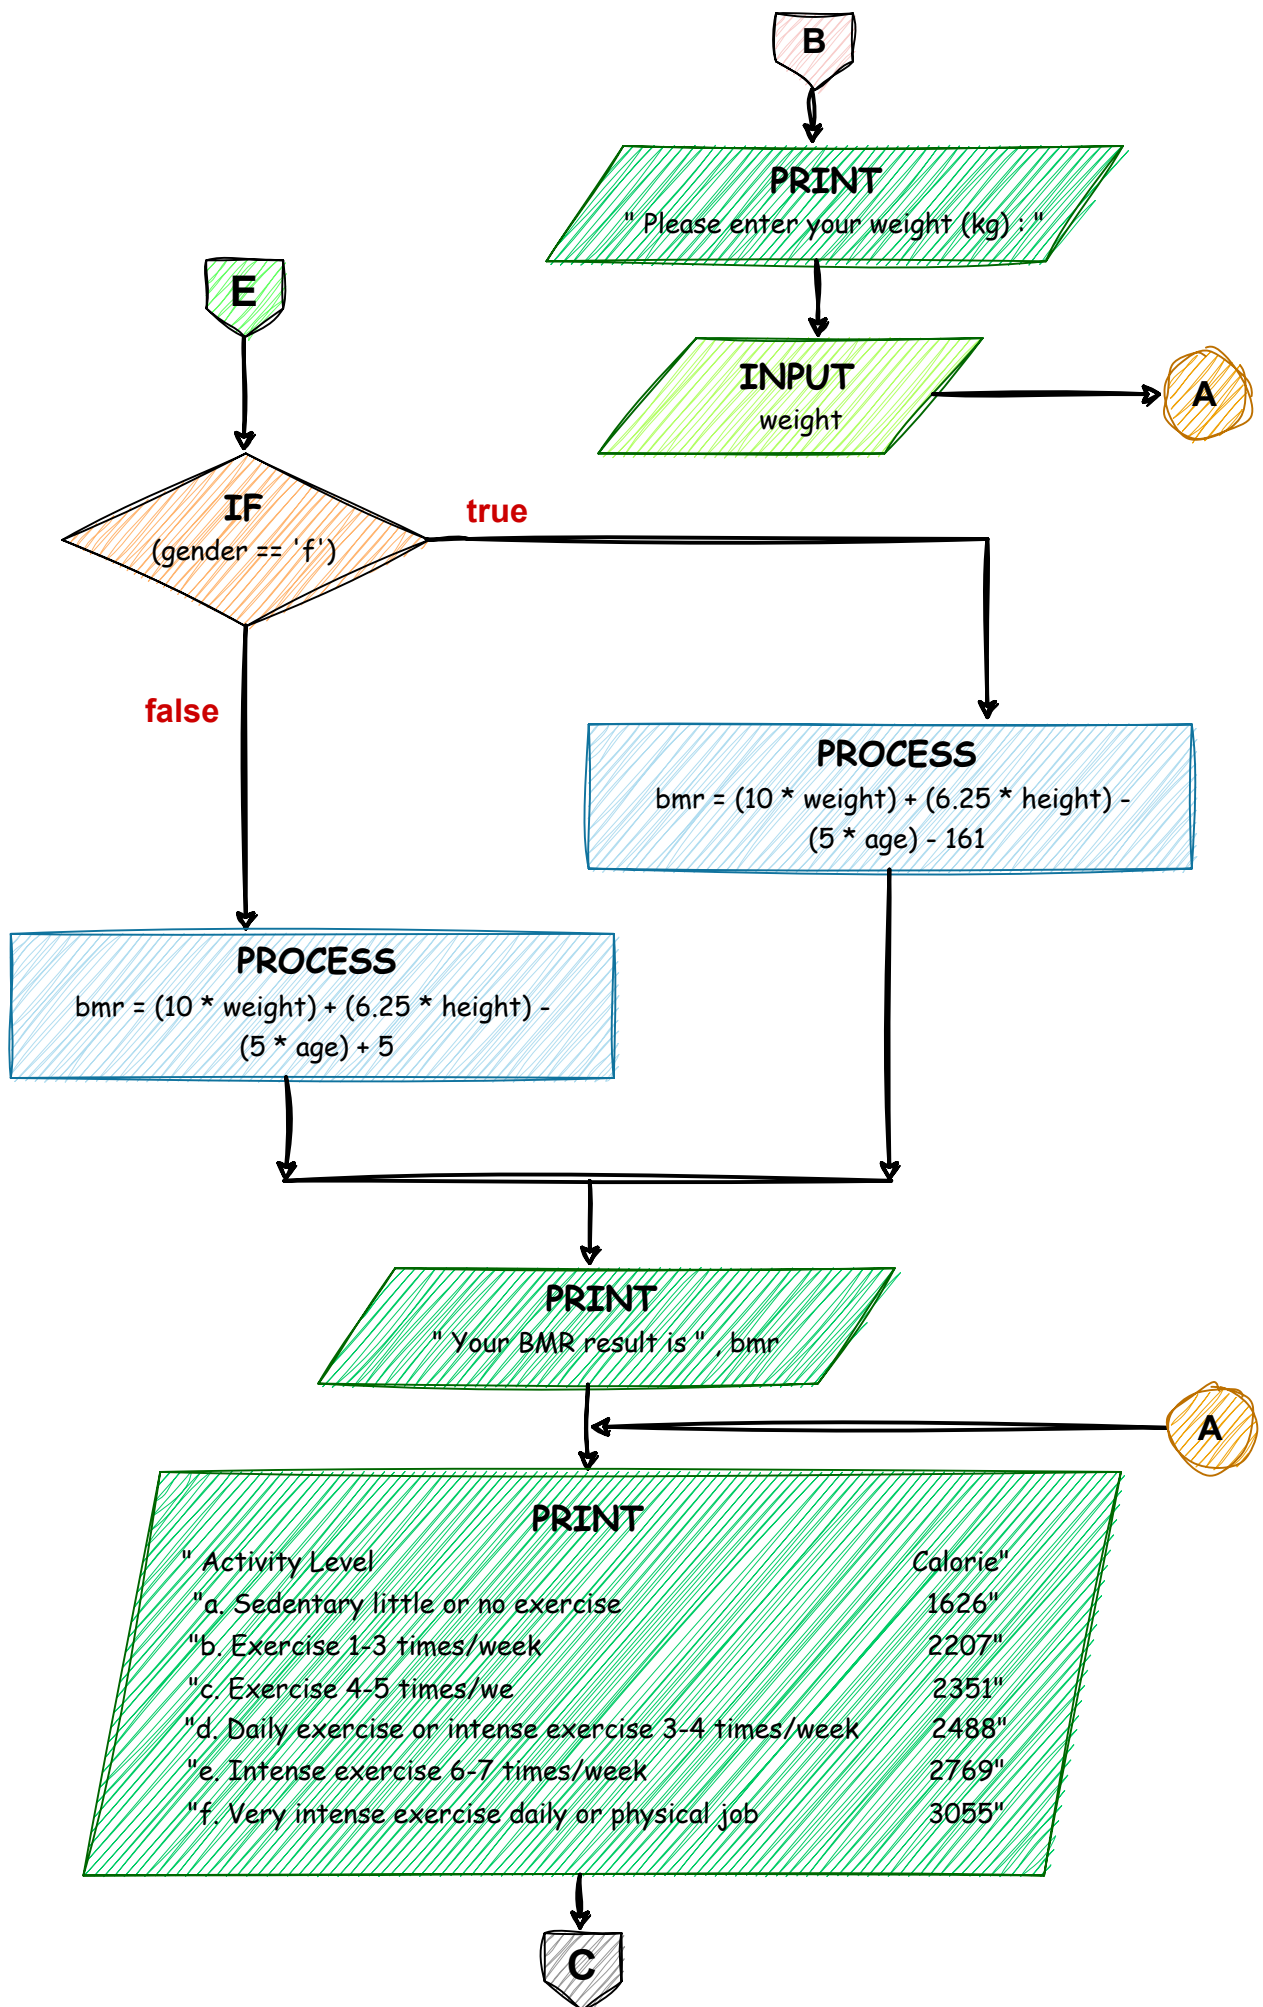 B
PRINT
" Please enter your weight (kg) : "
E
INPUT
weight
A
IF
(gender == 'f')
true
false
PROCESS
bmr = (10 * weight) + (6.25 * height) -
(5 * age) - 161
PROCESS
bmr = (10 * weight) + (6.25 * height) -
(5 * age) + 5
PRINT
" Your BMR result is " , bmr
A
PRINT
" Activity Level Calorie"
"a. Sedentary little or no exercise 1626"
"b. Exercise 1-3 times/week 2207"
"c. Exercise 4-5 times/we 2351"
"d. Daily exercise or intense exercise 3-4 times/week 2488"
"e. Intense exercise 6-7 times/week 2769"
"f. Very intense exercise daily or physical job 3055"
C